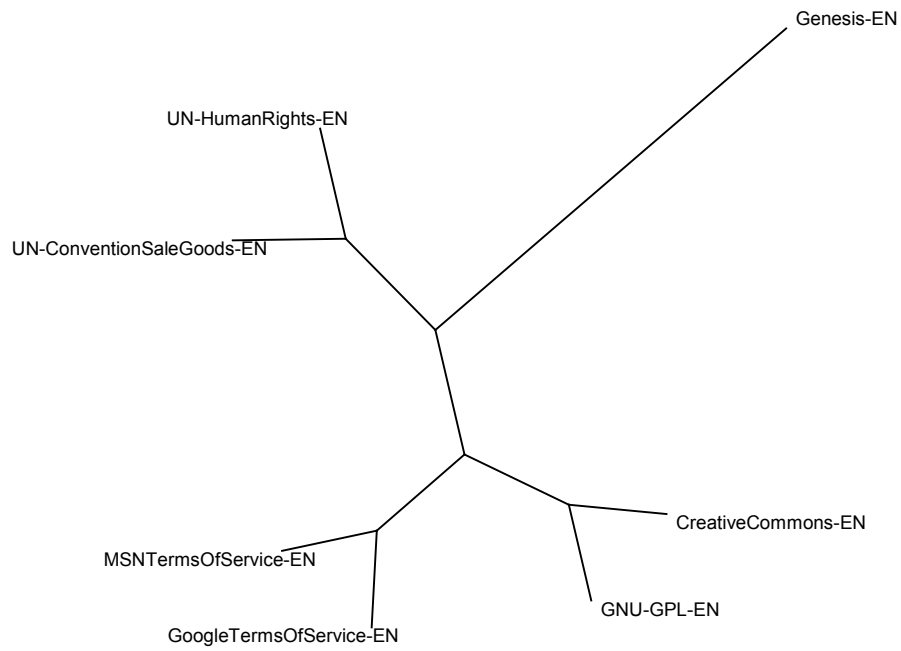 Genesis-EN
UN-HumanRights-EN
UN-ConventionSaleGoods-EN
CreativeCommons-EN
MSNTermsOfService-EN
GNU-GPL-EN
GoogleTermsOfService-EN